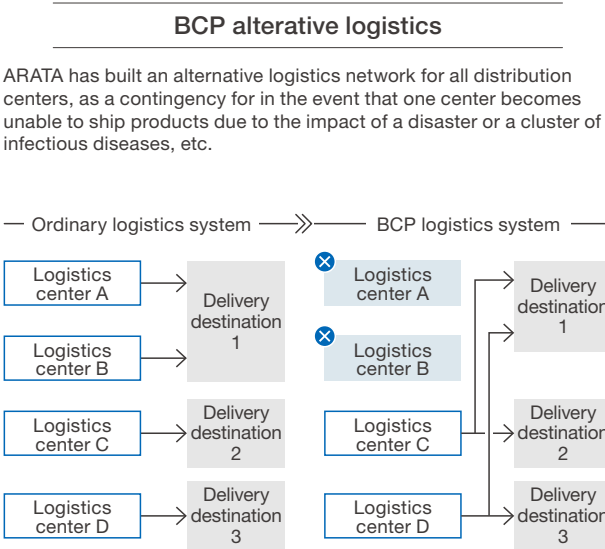 BCP alterative logistics
ARATA has built an alternative logistics network for all distribution
centers, as a contingency for in the event that one center becomes
unable to ship products due to the impact of a disaster or a cluster of
infectious diseases, etc.
Ordinary logistics system
BCP logistics system
Logistics
center A
Logistics
center B
Logistics
center C
Logistics
center D
Delivery
destination
1
Delivery
destination
2
Delivery
destination
3
Logistics
center A
Logistics
center B
Logistics
center C
Logistics
center D
Delivery
destination
1
Delivery
destination
2
Delivery
destination
3